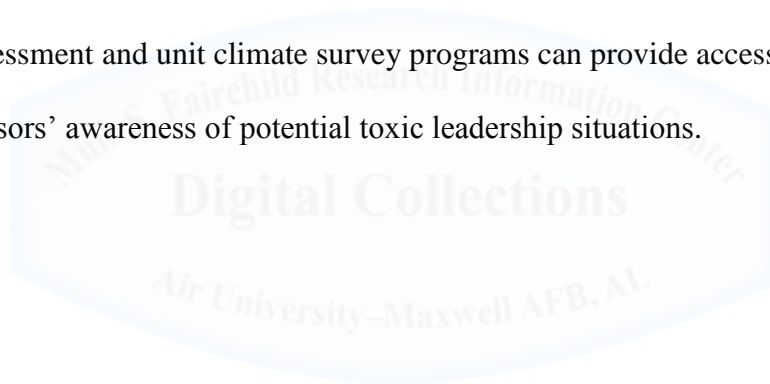 essment and unit climate survey programs can provide access
sors’ awareness of potential toxic leadership situations.
Muir S. Fairchild Research Information Center
Digital Collections
Air University–Maxwell AFB, AL